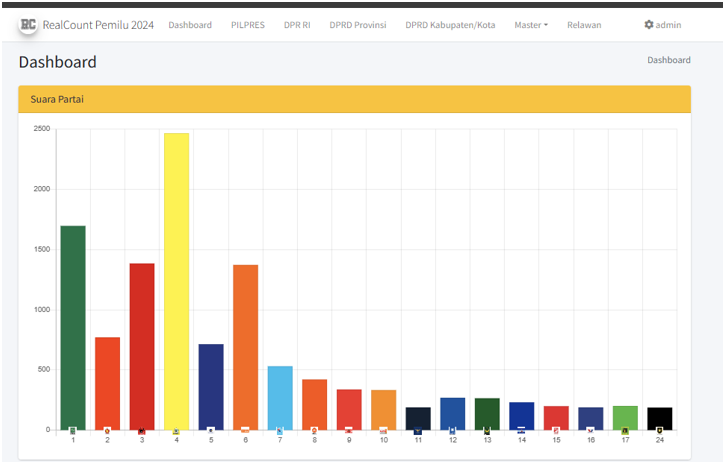 RC RealCount Pemilu 2024 Dashboard PILPRES DPR RI DPRD Provinsi DPRD Kabupaten/Kota Master Relawan admin
Dashboard Dashboard
Suara Partai
2500
2000
1500
1000
500
0
1 2 3 4 5 6 7 8 9 10 11 12 13 14 15 16 17 24